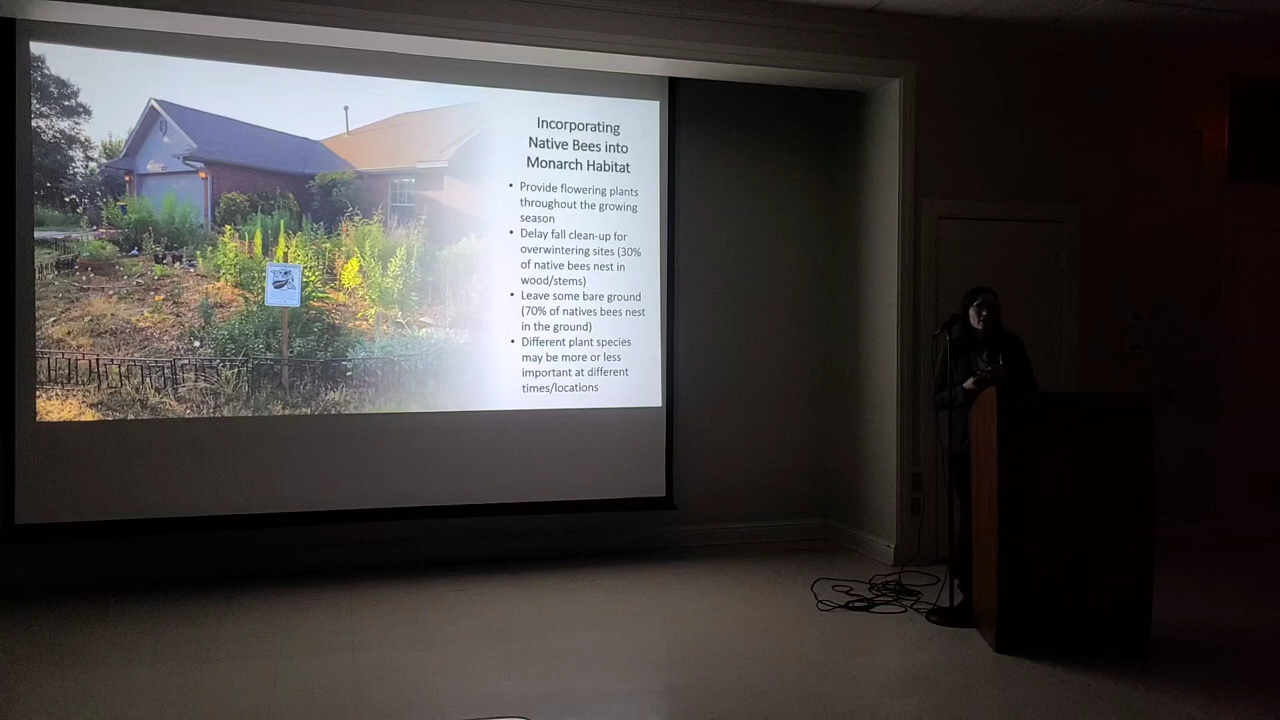 Incorporating
Native Bees into
Monarch Habitat
• Provide flowering plants
throughout the growing
season
• Delay fall clean-up for
overwintering sites (30%
of native bees nest in
wood/stems)
• Leave some bare ground
(70% of natives bees nest
in the ground)
• Different plant species
may be more or less
important at different
times/locations